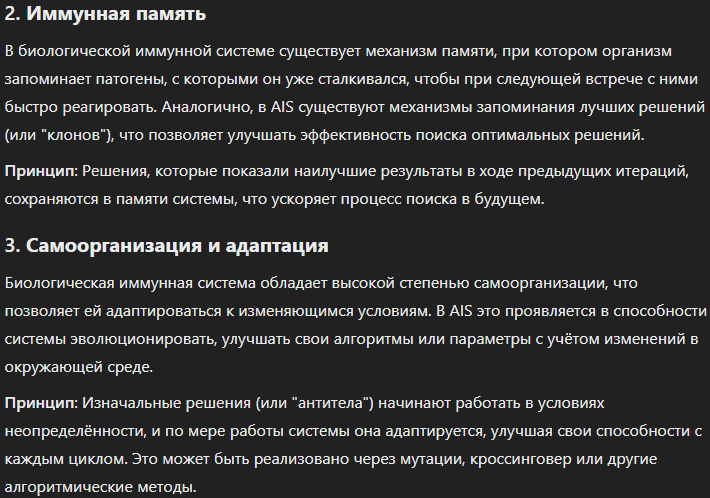 2. Иммунная память
В биологической иммунной системе существует механизм памяти, при котором организм
запоминает патогены, с которыми он уже сталкивался, чтобы при следующей встрече с ними
быстро реагировать. Аналогично, в AIS существуют механизмы запоминания лучших решений
(или "клонов"), что позволяет улучшать эффективность поиска оптимальных решений.
Принцип: Решения, которые показали наилучшие результаты в ходе предыдущих итераций,
сохраняются в памяти системы, что ускоряет процесс поиска в будущем.
3. Самоорганизация и адаптация
Биологическая иммунная система обладает высокой степенью самоорганизации, что
позволяет ей адаптироваться к изменяющимся условиям. В AIS это проявляется в способности
системы эволюционировать, улучшать свои алгоритмы или параметры с учётом изменений в
окружающей среде.
Принцип: Изначальные решения (или "антитела") начинают работать в условиях
неопределённости, и по мере работы системы она адаптируется, улучшая свои способности с
каждым циклом. Это может быть реализовано через мутации, кроссинговер или другие
алгоритмические методы.